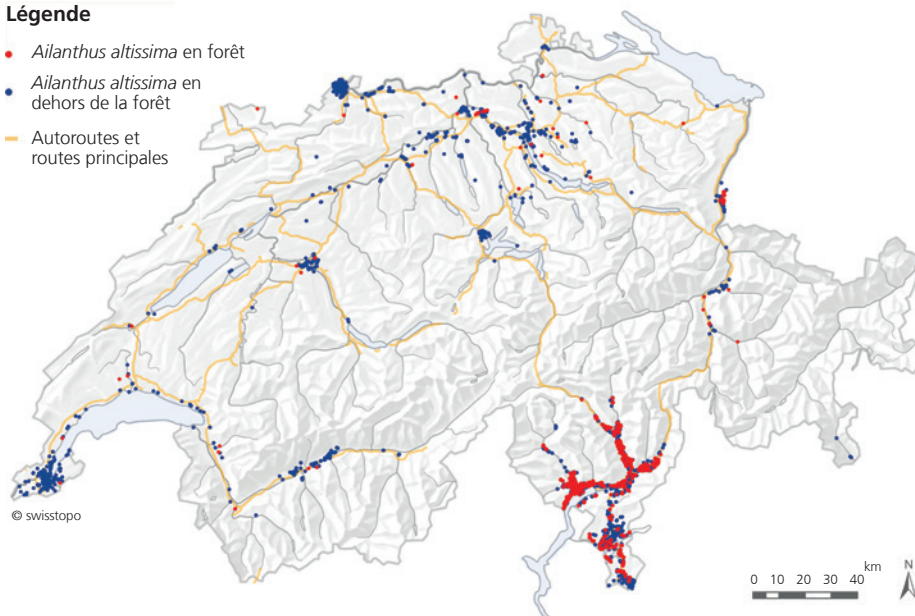 Légende
Ailanthus altissima en forêt
Ailanthus altissima en
dehors de la forêt
Autoroutes et
routes principales
© swisstopo
km
0 10 20 30 40
N